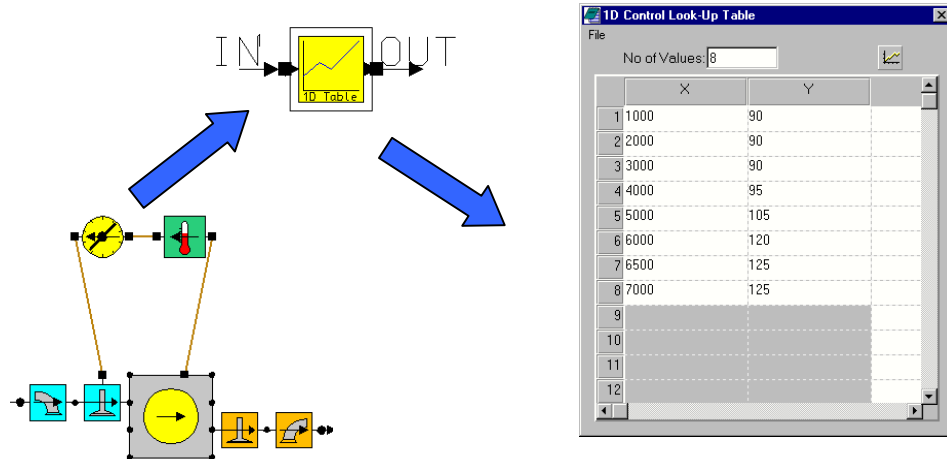 IN OUT
1D Table
1D Control Look-Up Table
File
No of Values: 8
X Y
1 1000 90
2 2000 90
3 3000 90
4 4000 95
5 5000 105
6 6000 120
7 6500 125
8 7000 125
9
10
11
12